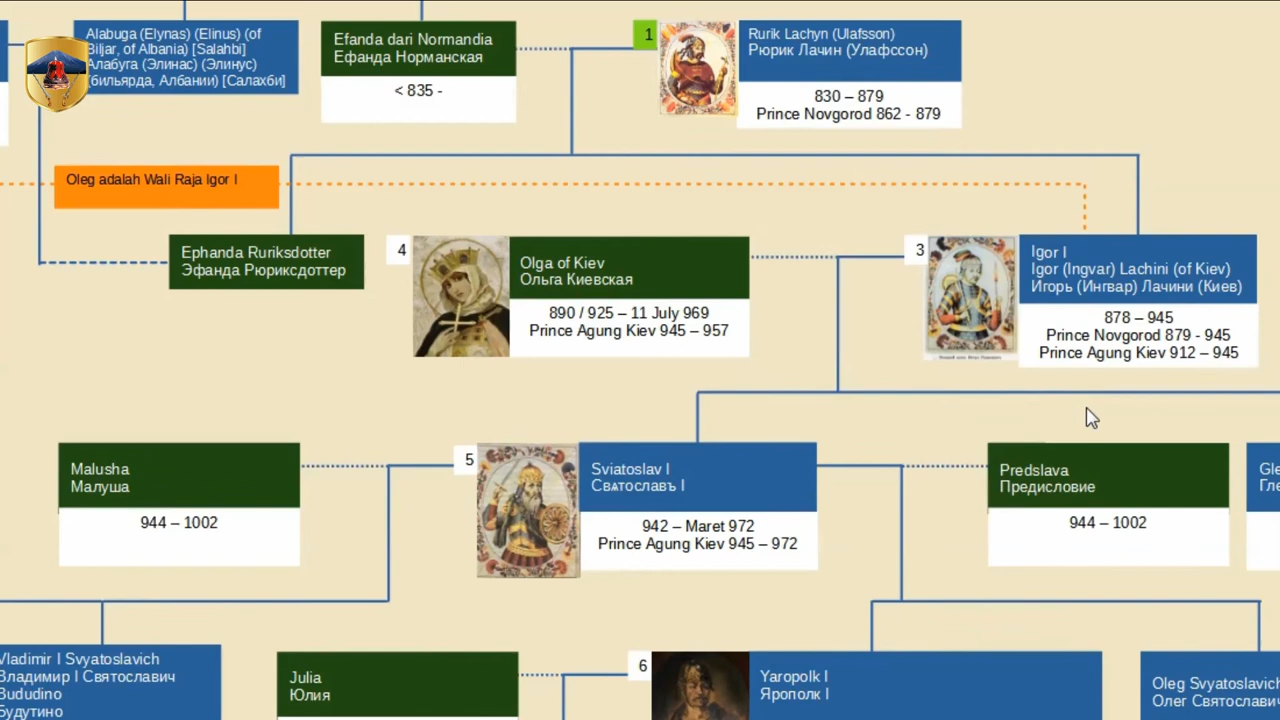 Alabuga (Elynas) (Elinus) (of
Biljar, of Albania) [Salahbi]
Алабуга (Элинас) (Элинус)
(бильярда, Албании) [Салахби]
Efanda dari Normandia
Ефанда Норманская
< 835 -
1
Rurik Lachyn (Ulafsson)
Рюрик Лачин (Улафссон)
830 – 879
Prince Novgorod 862 - 879
Oleg adalah Wali Raja Igor I
Ephanda Ruriksdotter
Эфанда Рюриксдоттер
4
Olga of Kiev
Ольга Киевская
890 / 925 – 11 July 969
Prince Agung Kiev 945 – 957
3
Igor I
Igor (Ingvar) Lachini (of Kiev)
Игорь (Ингвар) Лачини (Киев)
878 – 945
Prince Novgorod 879 - 945
Prince Agung Kiev 912 – 945
Malusha
Малуша
944 – 1002
5
Sviatoslav I
Свѧтославъ I
942 – Maret 972
Prince Agung Kiev 945 – 972
Predslava
Предисловие
944 – 1002
Gle
Гле
Vladimir I Svyatoslavich
Владимир I Святославич
Bududino
Будутино
Julia
Юлия
6
Yaropolk I
Ярополк I
Oleg Svyatoslavich
Олег Святославич